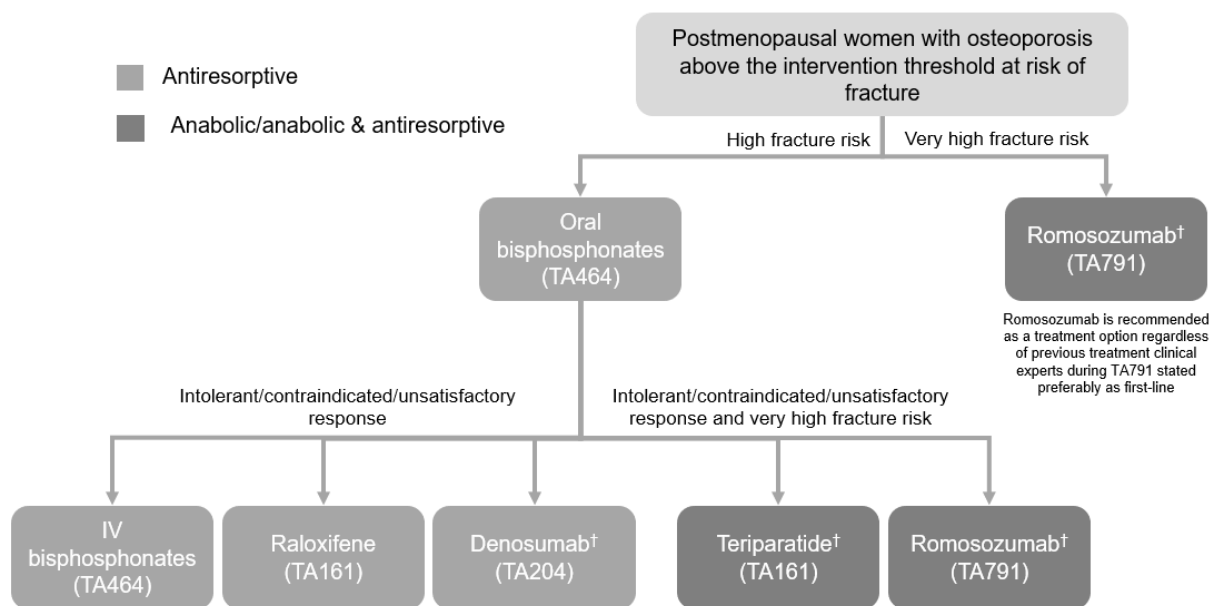 Postmenopausal women with osteoporosis
above the intervention threshold at risk of
fracture
Antiresorptive
Anabolic/anabolic & antiresorptive
High fracture risk
Very high fracture risk
Oral
bisphosphonates
(TA464)
Romosozumab†
(TA791)
Romosozumab is recommended
as a treatment option regardless
of previous treatment clinical
experts during TA791 stated
preferably as first-line
Intolerant/contraindicated/unsatisfactory
response
Intolerant/contraindicated/unsatisfactory
response and very high fracture risk
IV
bisphosphonates
(TA464)
Raloxifene
(TA161)
Denosumab†
(TA204)
Teriparatide†
(TA161)
Romosozumab†
(TA791)